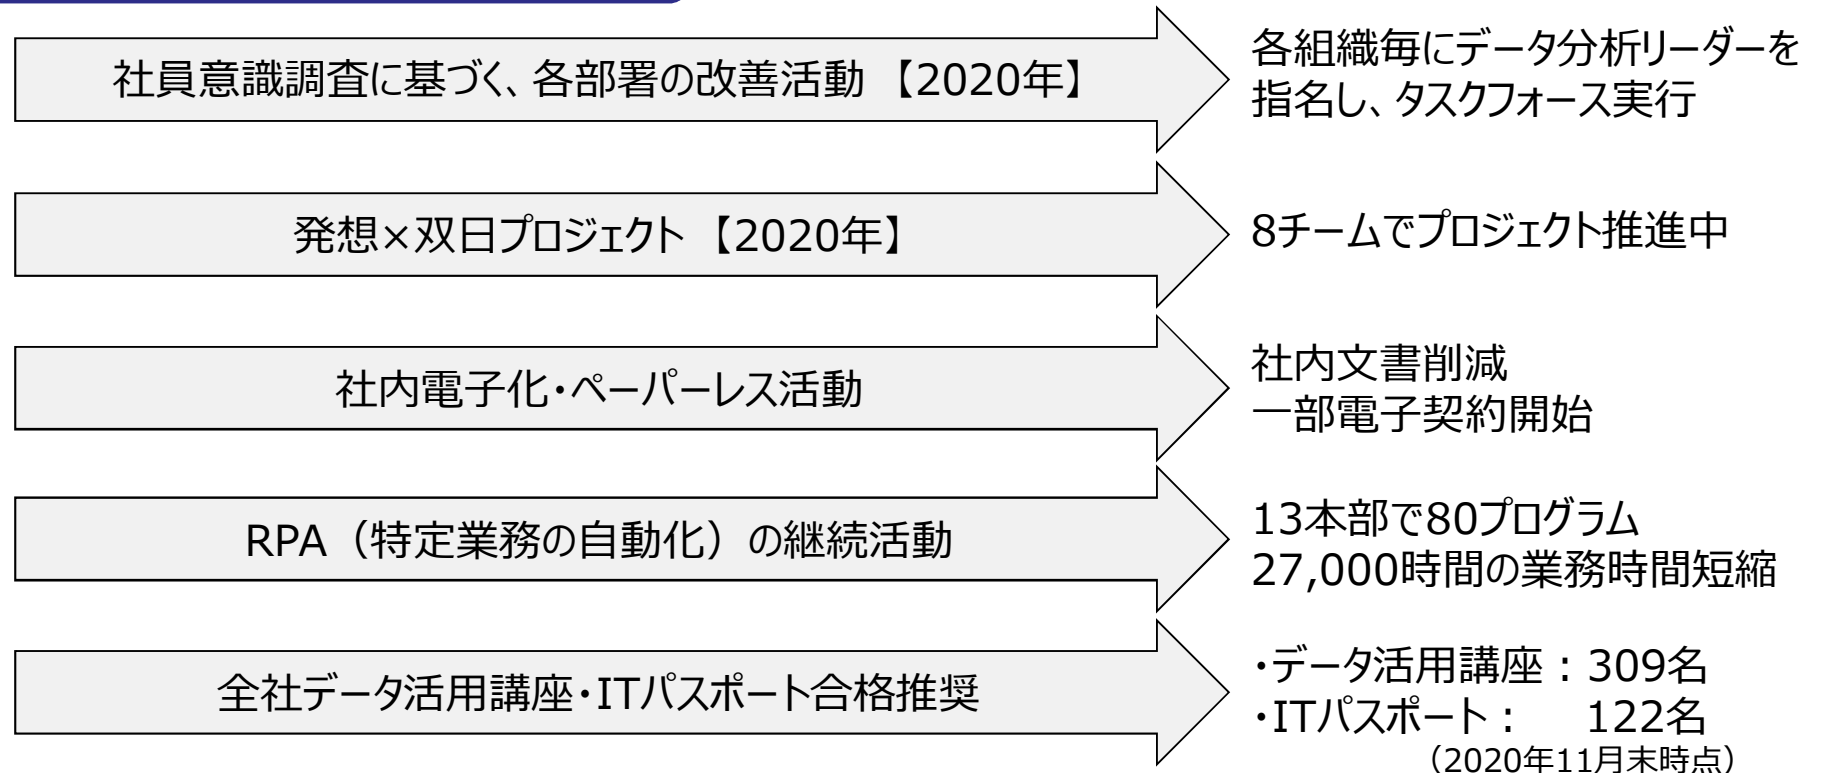 社員意識調査に基づく、各部署の改善活動 【2020年】
各組織毎にデータ分析リーダーを
指名し、タスクフォース実行
発想×双日プロジェクト 【2020年】
8チームでプロジェクト推進中
社内電子化・ペーパーレス活動
社内文書削減
一部電子契約開始
RPA（特定業務の自動化）の継続活動
13本部で80プログラム
27,000時間の業務時間短縮
全社データ活用講座・ITパスポート合格推奨
・データ活用講座：309名
・ITパスポート： 122名
（2020年11月末時点）